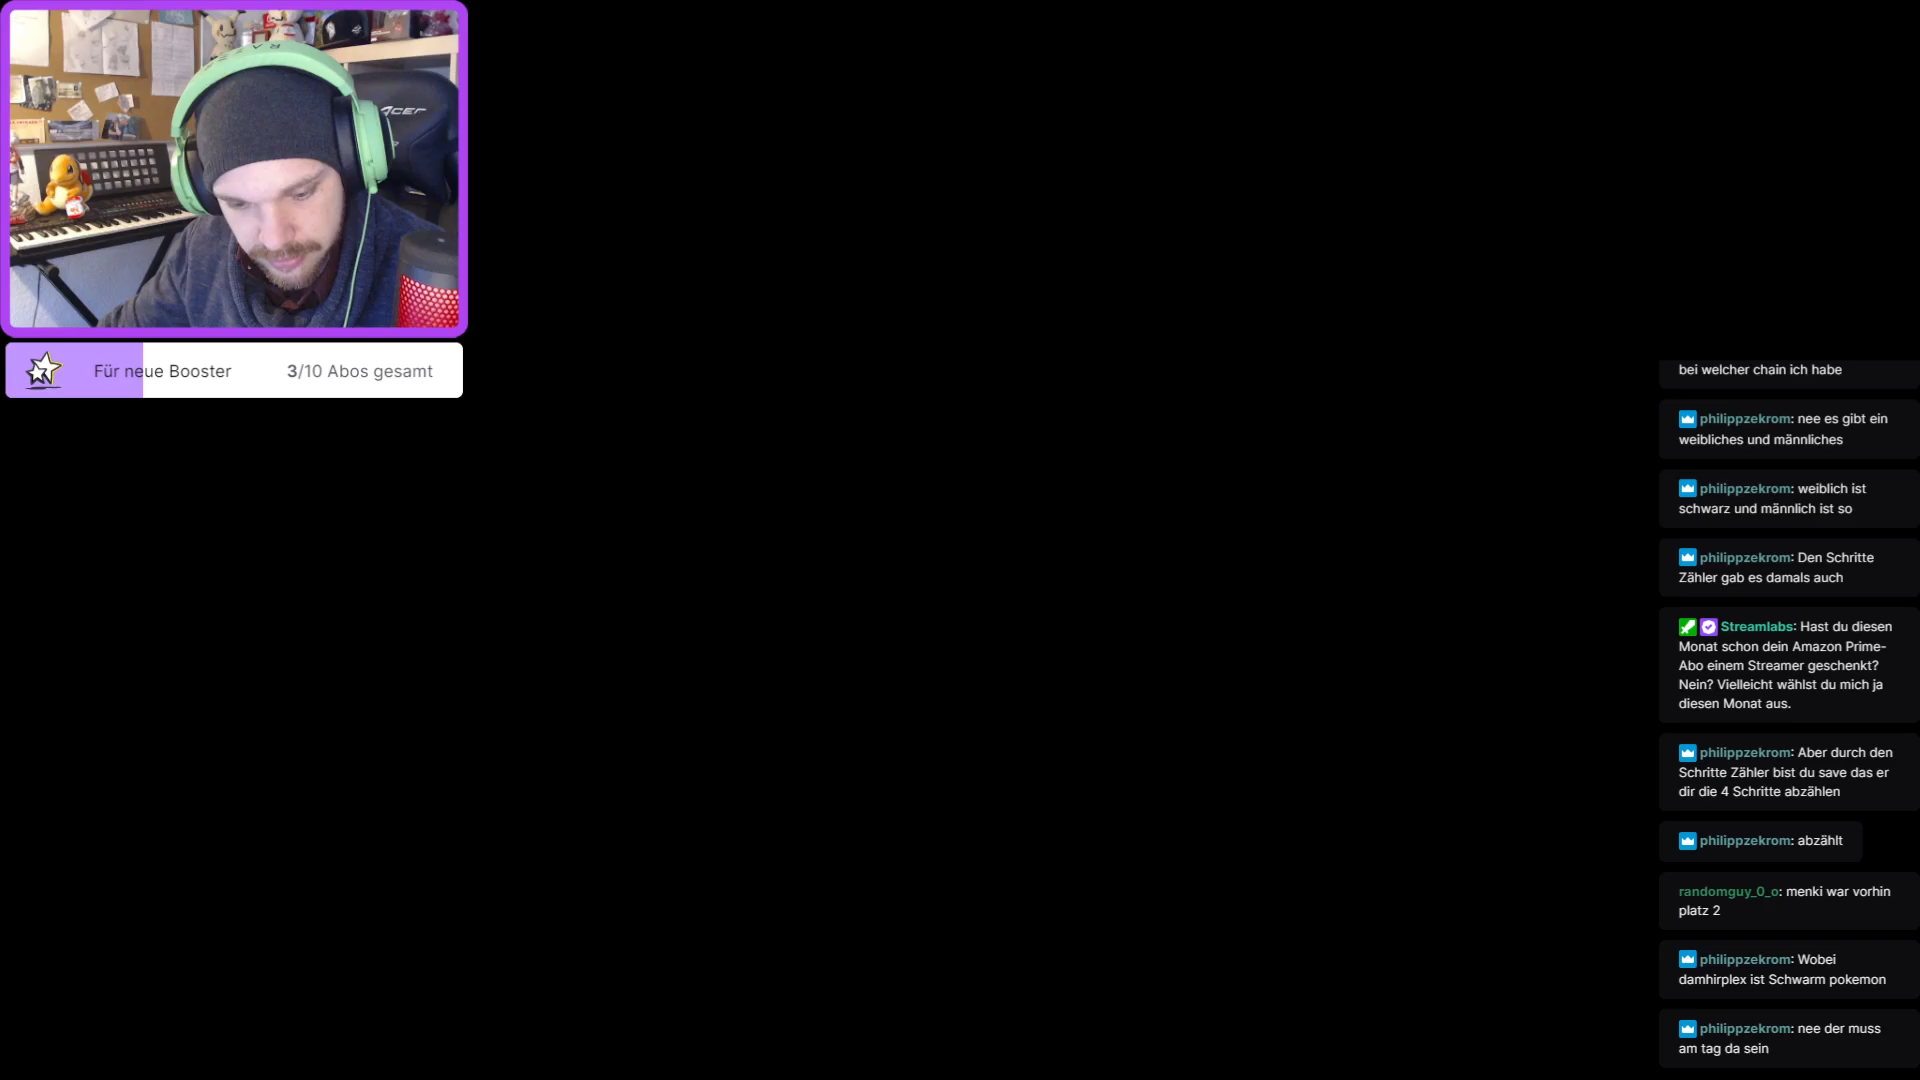 acer
Für neue Booster
3/10 Abos gesamt
bei welcher chain ich habe
philippzekrom: nee es gibt ein
weibliches und männliches
philippzekrom: weiblich ist
schwarz und männlich ist so
philippzekrom: Den Schritte
Zähler gab es damals auch
Streamlabs: Hast du diesen
Monat schon dein Amazon Prime-
Abo einem Streamer geschenkt?
Nein? Vielleicht wählst du mich ja
diesen Monat aus.
philippzekrom: Aber durch den
Schritte Zähler bist du save das er
dir die 4 Schritte abzählen
philippzekrom: abzählt
randomguy_0_o: menki war vorhin
platz 2
philippzekrom: Wobei
damhirplex ist Schwarm pokemon
philippzekrom: nee der muss
am tag da sein